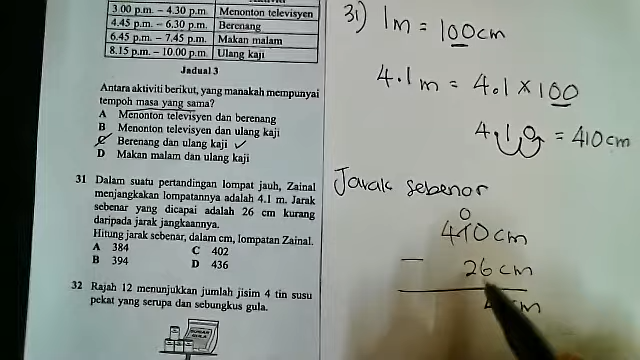 3.00 p.m. – 4.30 p.m. Menonton televisyen
4.45 p.m. – 6.30 p.m. Berenang
6.45 p.m. – 7.45 p.m. Makan malam
8.15 p.m. – 10.00 p.m. Ulang kaji
Jadual 3
Antara aktiviti berikut, yang manakah mempunyai
tempoh masa yang sama?
A Menonton televisyen dan berenang
B Menonton televisyen dan ulang kaji
C Berenang dan ulang kaji ✓
D Makan malam dan ulang kaji
31 Dalam suatu pertandingan lompat jauh, Zainal
menjangkakan lompatannya adalah 4.1 m. Jarak
sebenar yang dicapai adalah 26 cm kurang
daripada jarak jangkaannya.
Hitung jarak sebenar, dalam cm, lompatan Zainal.
A 384 C 402
B 394 D 436
32 Rajah 12 menunjukkan jumlah jisim 4 tin susu
pekat yang serupa dan sebungkus gula.
GULA
31) 1m = 100cm
4.1m = 4.1 × 100
4.10 = 410cm
Jarak sebenar
0
410cm
– 26cm
cm